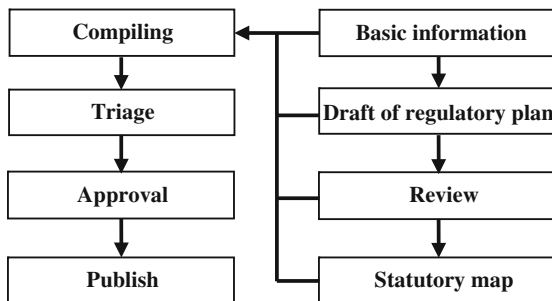 Compiling
Basic information
Triage
Draft of regulatory plan
Approval
Review
Publish
Statutory map